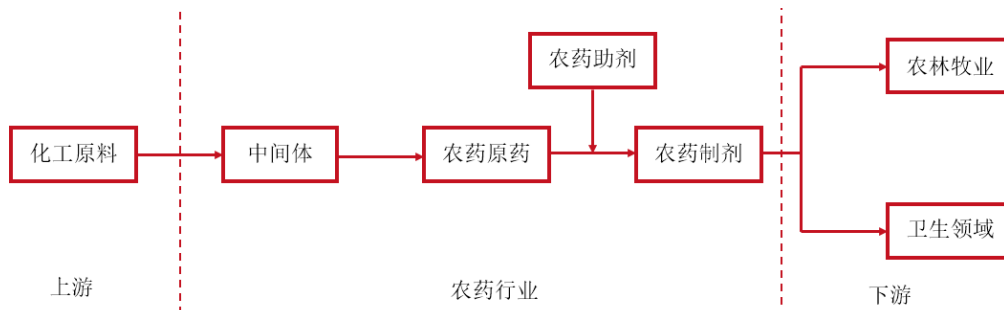 农药助剂
农林牧业
化工原料
中间体
农药原药
农药制剂
卫生领域
上游
农药行业
下游